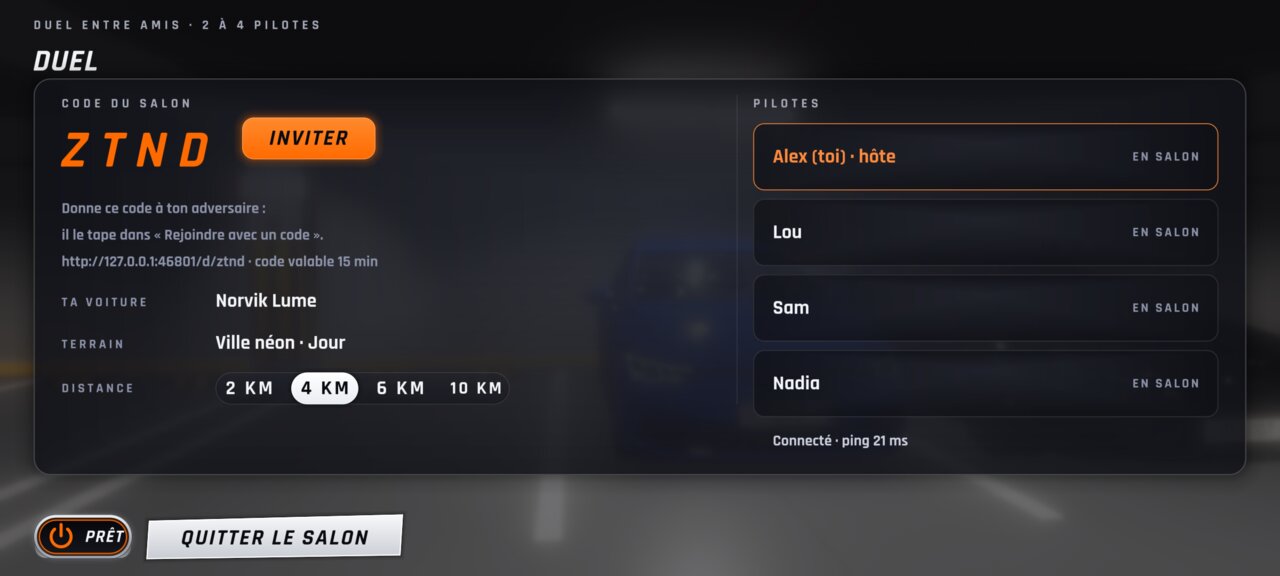 DUEL ENTRE AMIS · 2 À 4 PILOTES
DUEL
CODE DU SALON
ZTND
INVITER
Donne ce code à ton adversaire :
il le tape dans « Rejoindre avec un code ».
http://127.0.0.1:46801/d/ztnd · code valable 15 min
TA VOITURE Norvik Lume
TERRAIN Ville néon · Jour
DISTANCE 2 KM 4 KM 6 KM 10 KM
PILOTES
Alex (toi) · hôte EN SALON
Lou EN SALON
Sam EN SALON
Nadia EN SALON
Connecté · ping 21 ms
PRÊT
QUITTER LE SALON